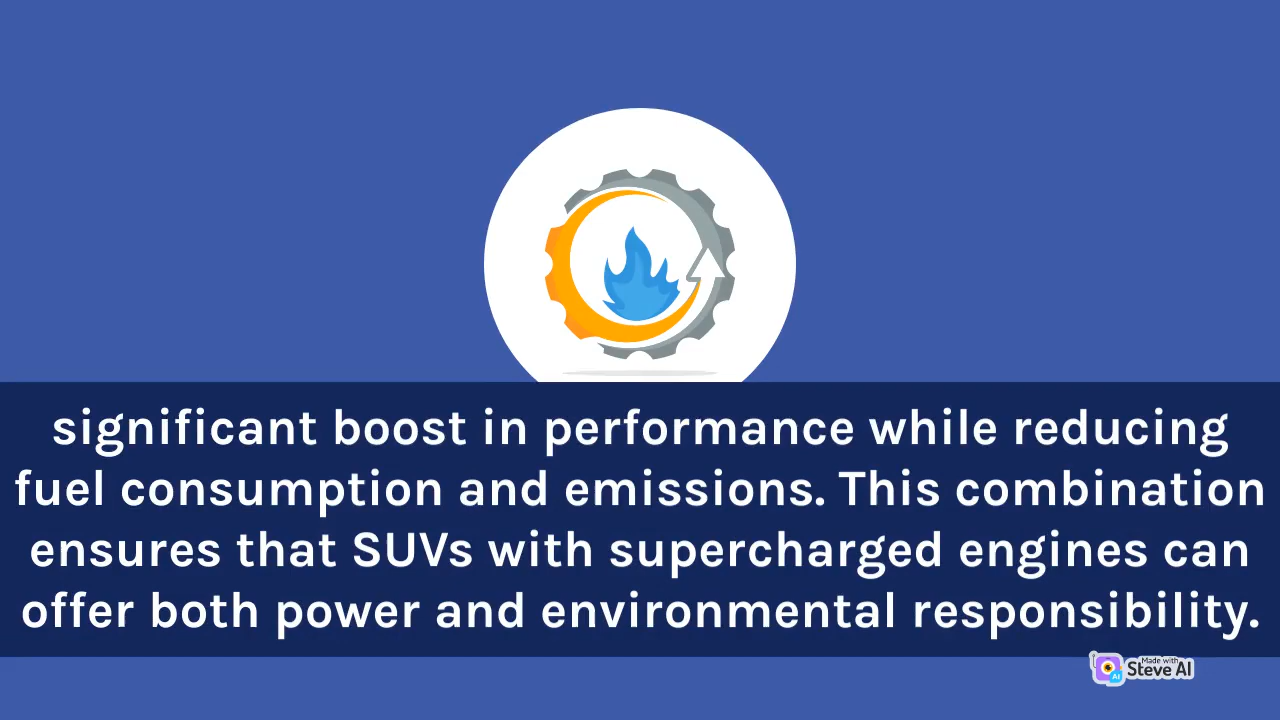 significant boost in performance while reducing
fuel consumption and emissions. This combination
ensures that SUVs with supercharged engines can
offer both power and environmental responsibility.
Made with
Steve AI
AI